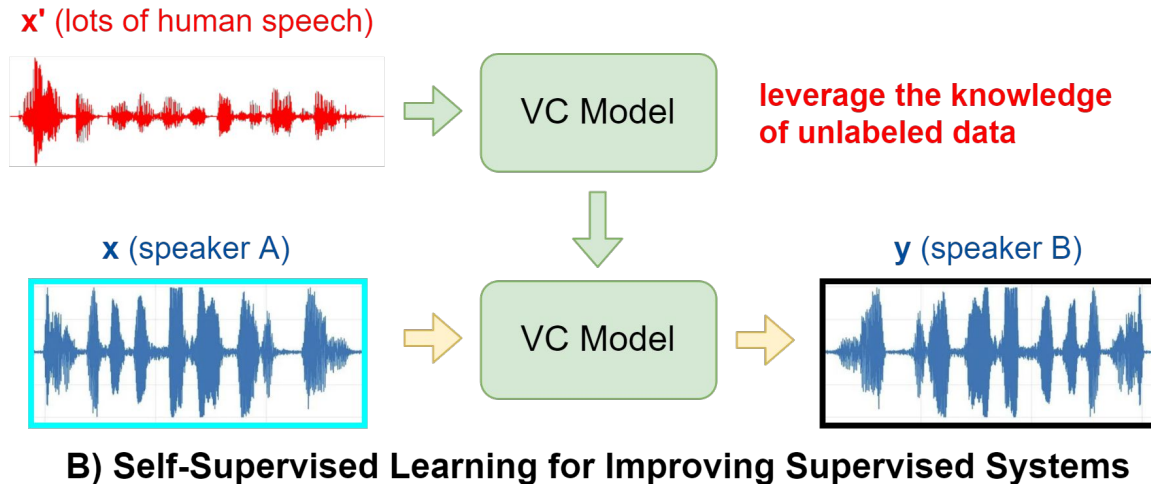 x' (lots of human speech)
VC Model
leverage the knowledge
of unlabeled data
x (speaker A)
y (speaker B)
VC Model
B) Self-Supervised Learning for Improving Supervised Systems